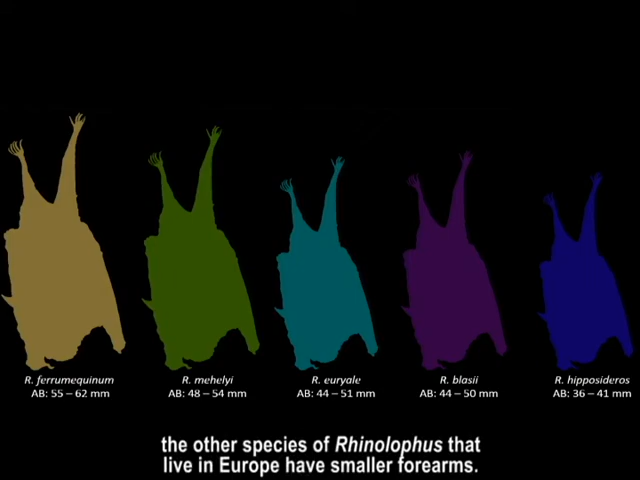 R. ferrumequinum
AB: 55 – 62 mm
R. mehelyi
AB: 48 – 54 mm
R. euryale
AB: 44 – 51 mm
R. blasii
AB: 44 – 50 mm
R. hipposideros
AB: 36 – 41 mm
the other species of Rhinolophus that
live in Europe have smaller forearms.